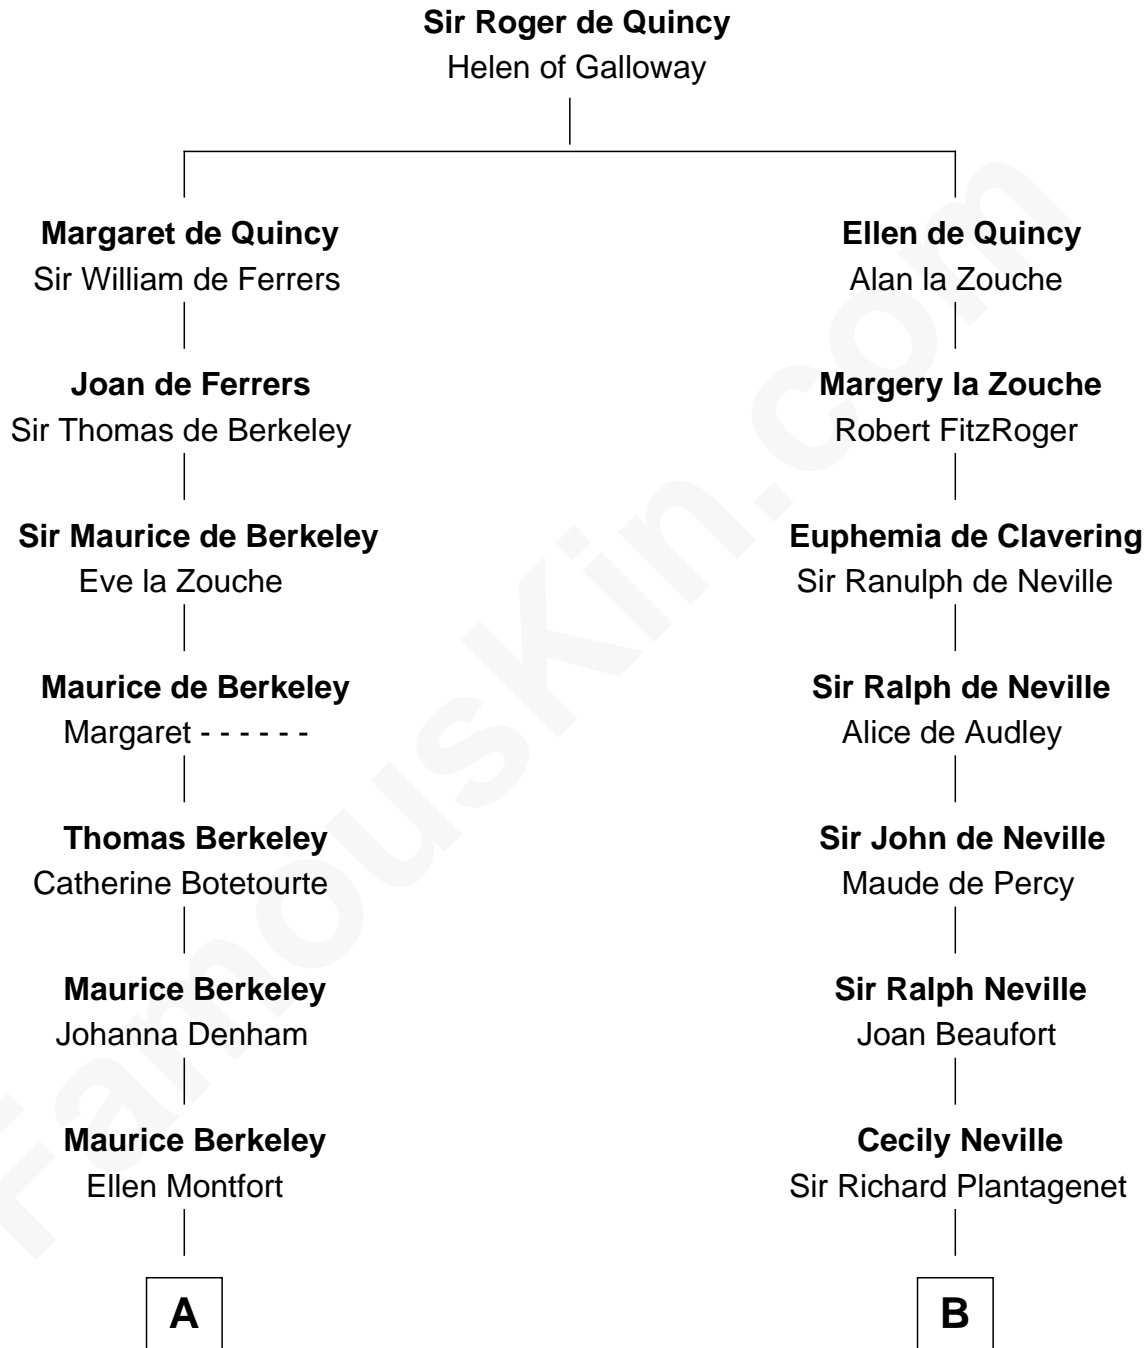 Sir Roger de Quincy
Helen of Galloway
Margaret de Quincy
Sir William de Ferrers
Ellen de Quincy
Alan la Zouche
Joan de Ferrers
Sir Thomas de Berkeley
Margery la Zouche
Robert FitzRoger
Sir Maurice de Berkeley
Eve la Zouche
Euphemia de Clavering
Sir Ranulph de Neville
Maurice de Berkeley
Margaret - - - - - -
Sir Ralph de Neville
Alice de Audley
Thomas Berkeley
Catherine Botetourte
Sir John de Neville
Maude de Percy
Maurice Berkeley
Johanna Denham
Sir Ralph Neville
Joan Beaufort
Maurice Berkeley
Ellen Montfort
Cecily Neville
Sir Richard Plantagenet
A
B
FamousKin.com